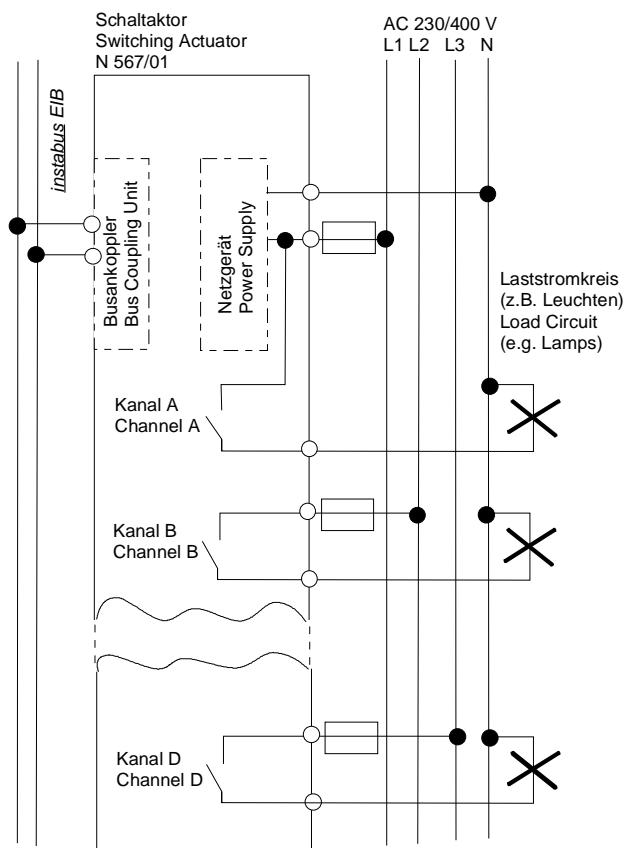 Schaltaktor
Switching Actuator
N 567/01
AC 230/400 V
L1 L2 L3 N
instabus EIB
Busankoppler
Bus Coupling Unit
Netzgerät
Power Supply
Laststromkreis
(z.B. Leuchten)
Load Circuit
(e.g. Lamps)
Kanal A
Channel A
Kanal B
Channel B
Kanal D
Channel D